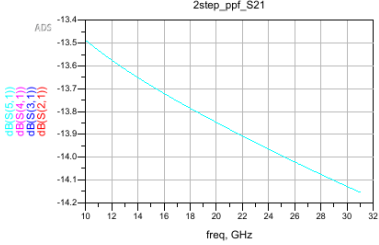 2step_ppf_S21
ADS
dB(S(5,1))
dB(S(4,1))
dB(S(3,1))
dB(S(2,1))
-13.4
-13.5
-13.6
-13.7
-13.8
-13.9
-14.0
-14.1
-14.2
10 12 14 16 18 20 22 24 26 28 30 32
freq, GHz